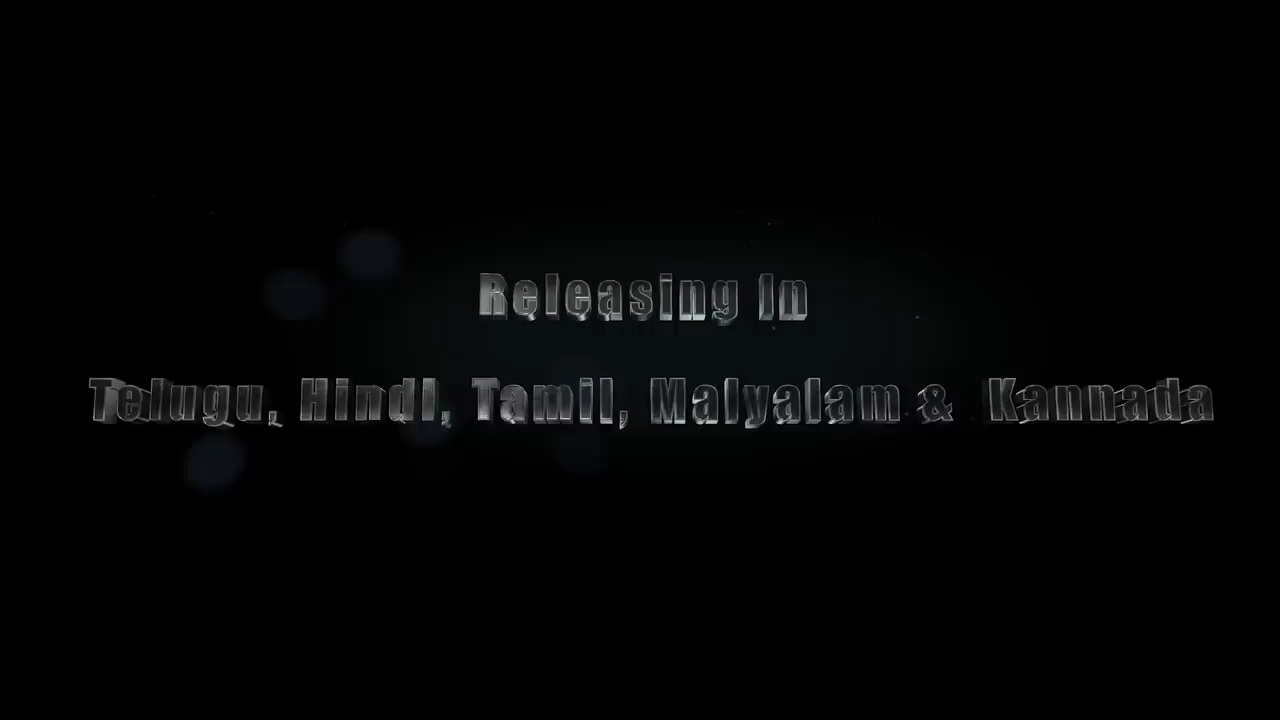 Releasing In
Telugu, Hindi, Tamil, Malyalam & Kannada